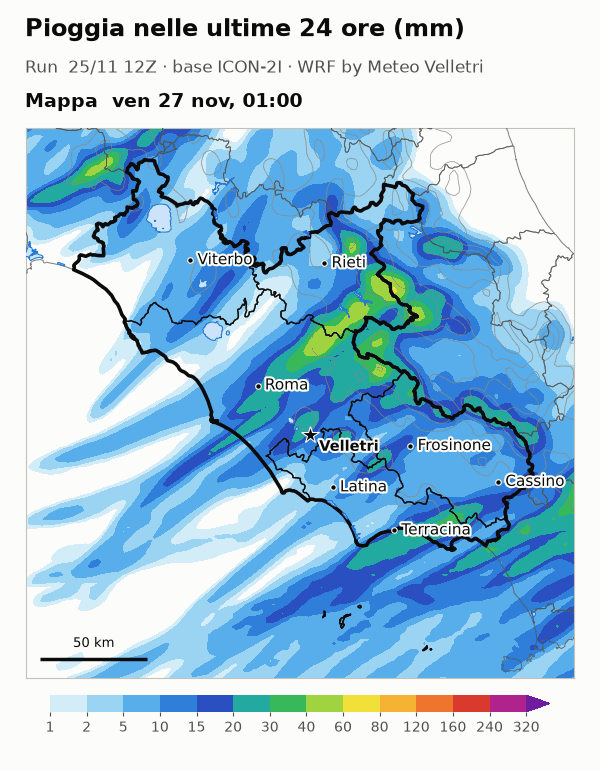 Pioggia nelle ultime 24 ore (mm)
Run  25/11 12Z · base ICON-2I · WRF by Meteo Velletri
Mappa  ven 27 nov, 01:00
Viterbo
Rieti
Roma
Velletri
Frosinone
Cassino
Latina
Terracina
50 km
1 2 5 10 15 20 30 40 60 80 120 160 240 320